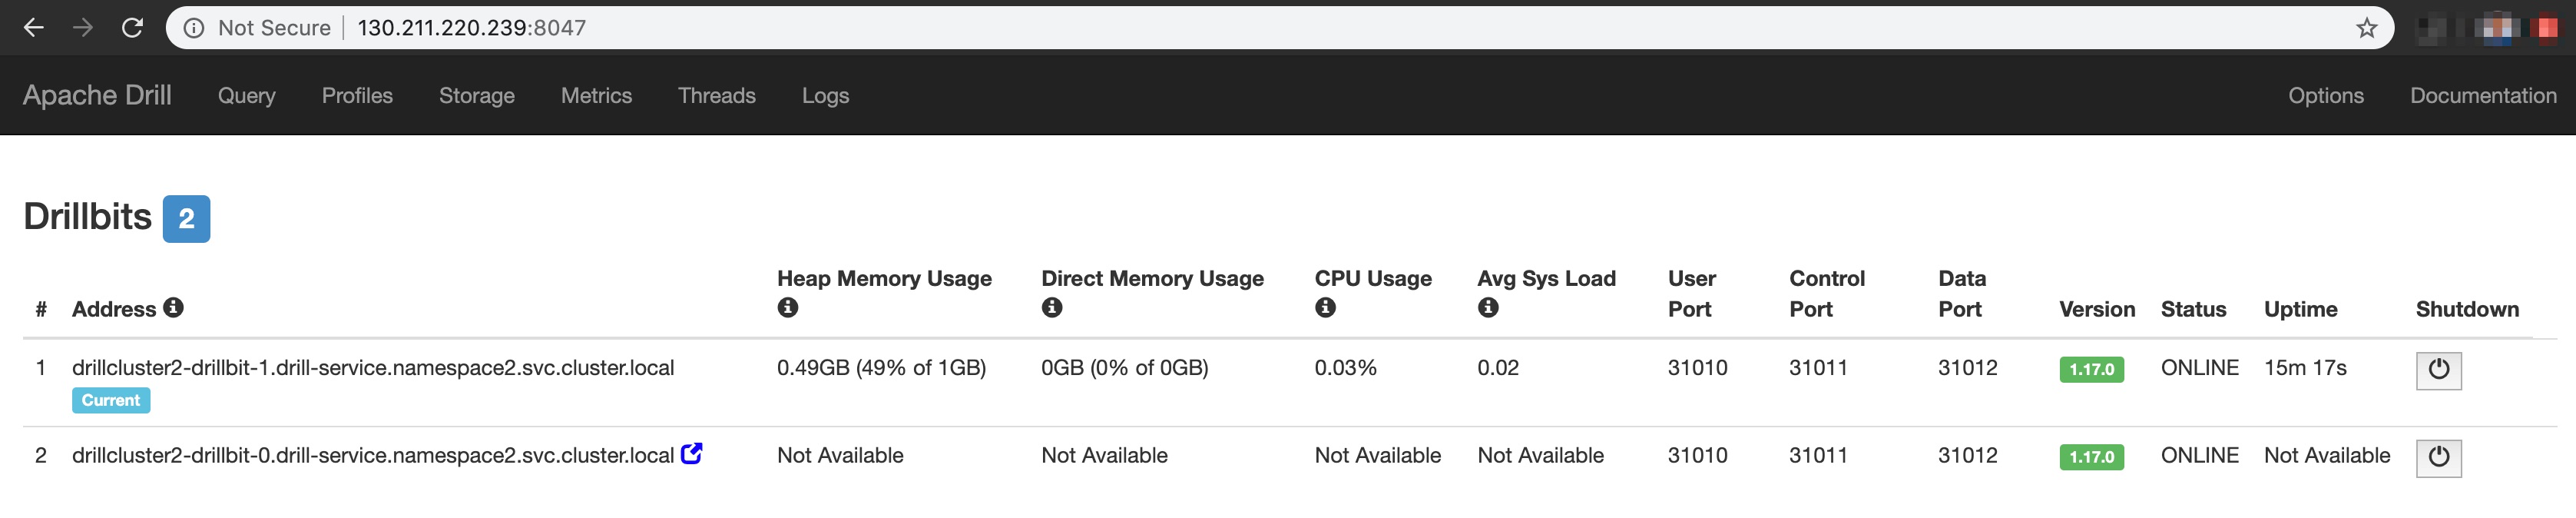 Not Secure 130.211.220.239:8047
Apache Drill Query Profiles Storage Metrics Threads Logs Options Documentation
Drillbits 2
# Address Heap Memory Usage Direct Memory Usage CPU Usage Avg Sys Load User Port Control Port Data Port Version Status Uptime Shutdown
1 drillcluster2-drillbit-1.drill-service.namespace2.svc.cluster.local 0.49GB (49% of 1GB) 0GB (0% of 0GB) 0.03% 0.02 31010 31011 31012 1.17.0 ONLINE 15m 17s
Current
2 drillcluster2-drillbit-0.drill-service.namespace2.svc.cluster.local Not Available Not Available Not Available Not Available 31010 31011 31012 1.17.0 ONLINE Not Available